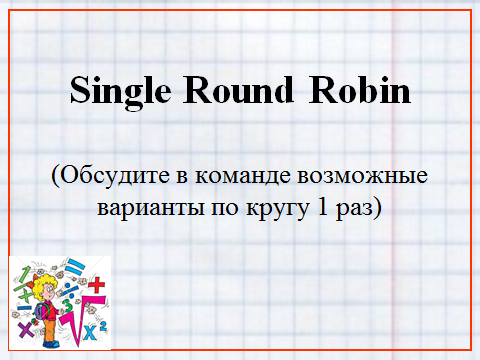 Single Round Robin
(Обсудите в команде возможные
варианты по кругу 1 раз)